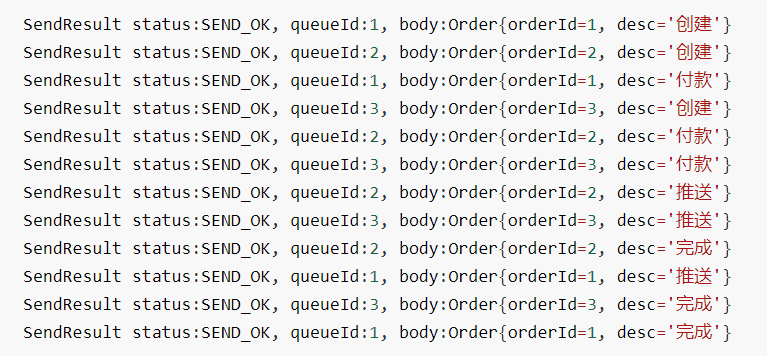 SendResult status:SEND_OK, queueId:1, body:Order{orderId=1, desc='创建'}
SendResult status:SEND_OK, queueId:2, body:Order{orderId=2, desc='创建'}
SendResult status:SEND_OK, queueId:1, body:Order{orderId=1, desc='付款'}
SendResult status:SEND_OK, queueId:3, body:Order{orderId=3, desc='创建'}
SendResult status:SEND_OK, queueId:2, body:Order{orderId=2, desc='付款'}
SendResult status:SEND_OK, queueId:3, body:Order{orderId=3, desc='付款'}
SendResult status:SEND_OK, queueId:2, body:Order{orderId=2, desc='推送'}
SendResult status:SEND_OK, queueId:3, body:Order{orderId=3, desc='推送'}
SendResult status:SEND_OK, queueId:2, body:Order{orderId=2, desc='完成'}
SendResult status:SEND_OK, queueId:1, body:Order{orderId=1, desc='推送'}
SendResult status:SEND_OK, queueId:3, body:Order{orderId=3, desc='完成'}
SendResult status:SEND_OK, queueId:1, body:Order{orderId=1, desc='完成'}